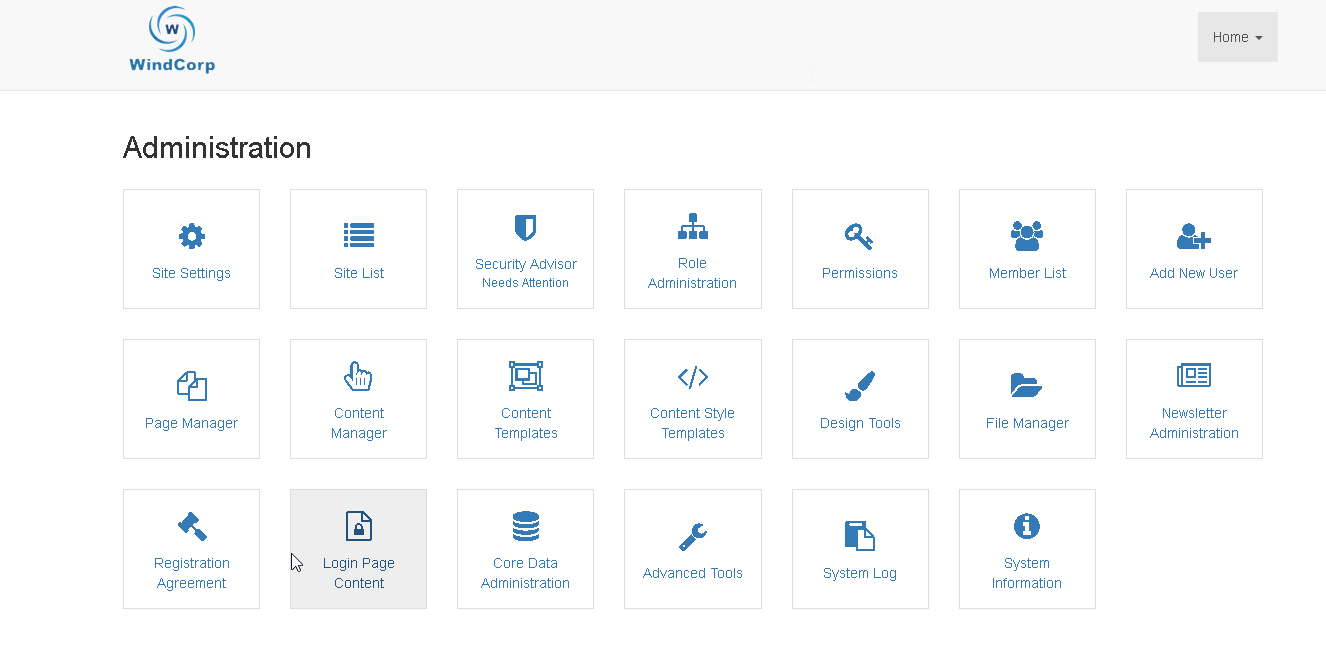 W
WindCorp
Home
Administration
Site Settings
Site List
Security Advisor
Needs Attention
Role
Administration
Permissions
Member List
Add New User
Page Manager
Content
Manager
Content
Templates
Content Style
Templates
Design Tools
File Manager
Newsletter
Administration
Registration
Agreement
Login Page
Content
Core Data
Administration
Advanced Tools
System Log
System
Information